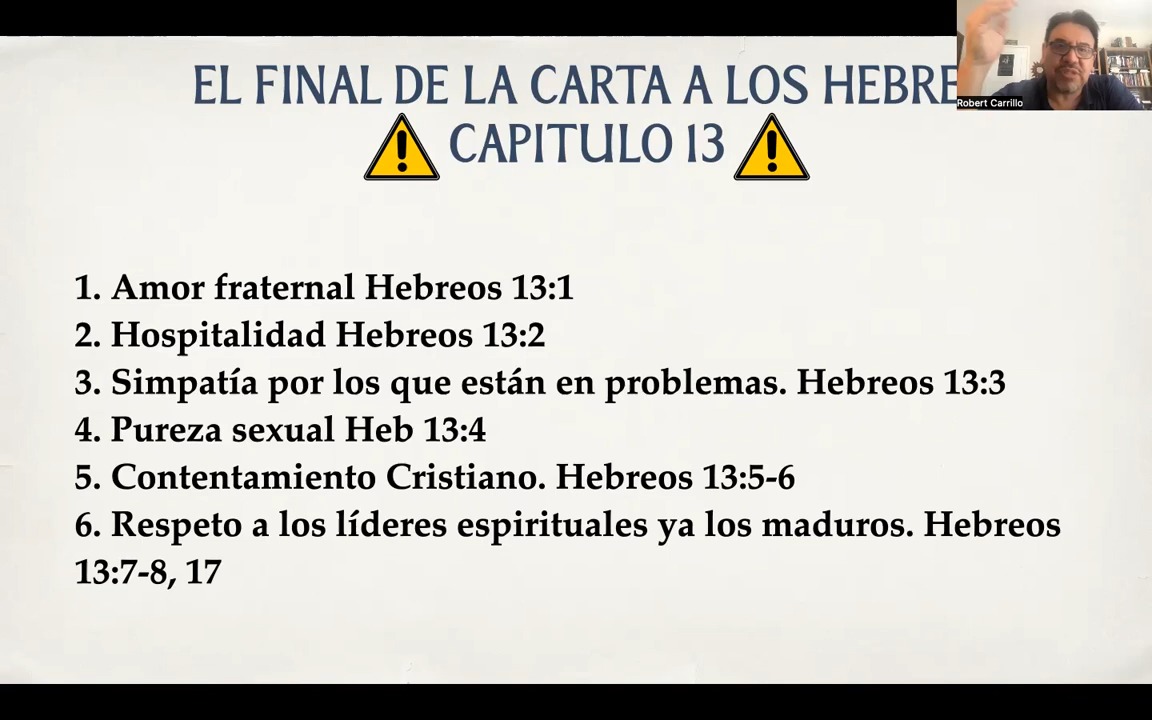 EL FINAL DE LA CARTA A LOS HEBRE
CAPITULO 13
Robert Carrillo
1. Amor fraternal Hebreos 13:1
2. Hospitalidad Hebreos 13:2
3. Simpatía por los que están en problemas. Hebreos 13:3
4. Pureza sexual Heb 13:4
5. Contentamiento Cristiano. Hebreos 13:5-6
6. Respeto a los líderes espirituales ya los maduros. Hebreos
13:7-8, 17